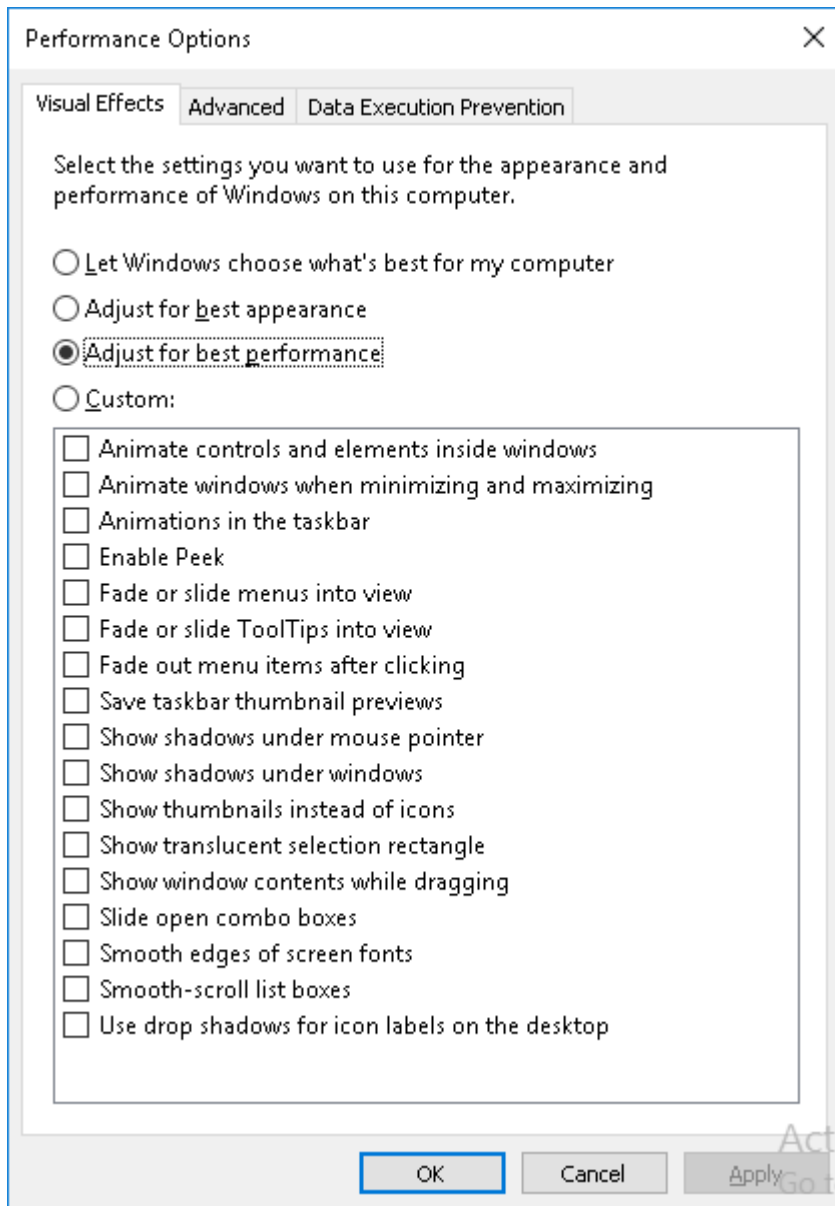 Performance Options
Visual Effects
Advanced
Data Execution Prevention
Select the settings you want to use for the appearance and
performance of Windows on this computer.
Let Windows choose what's best for my computer
Adjust for best appearance
Adjust for best performance
Custom:
Animate controls and elements inside windows
Animate windows when minimizing and maximizing
Animations in the taskbar
Enable Peek
Fade or slide menus into view
Fade or slide ToolTips into view
Fade out menu items after clicking
Save taskbar thumbnail previews
Show shadows under mouse pointer
Show shadows under windows
Show thumbnails instead of icons
Show translucent selection rectangle
Show window contents while dragging
Slide open combo boxes
Smooth edges of screen fonts
Smooth-scroll list boxes
Use drop shadows for icon labels on the desktop
Act
OK
Cancel
Apply
Go t